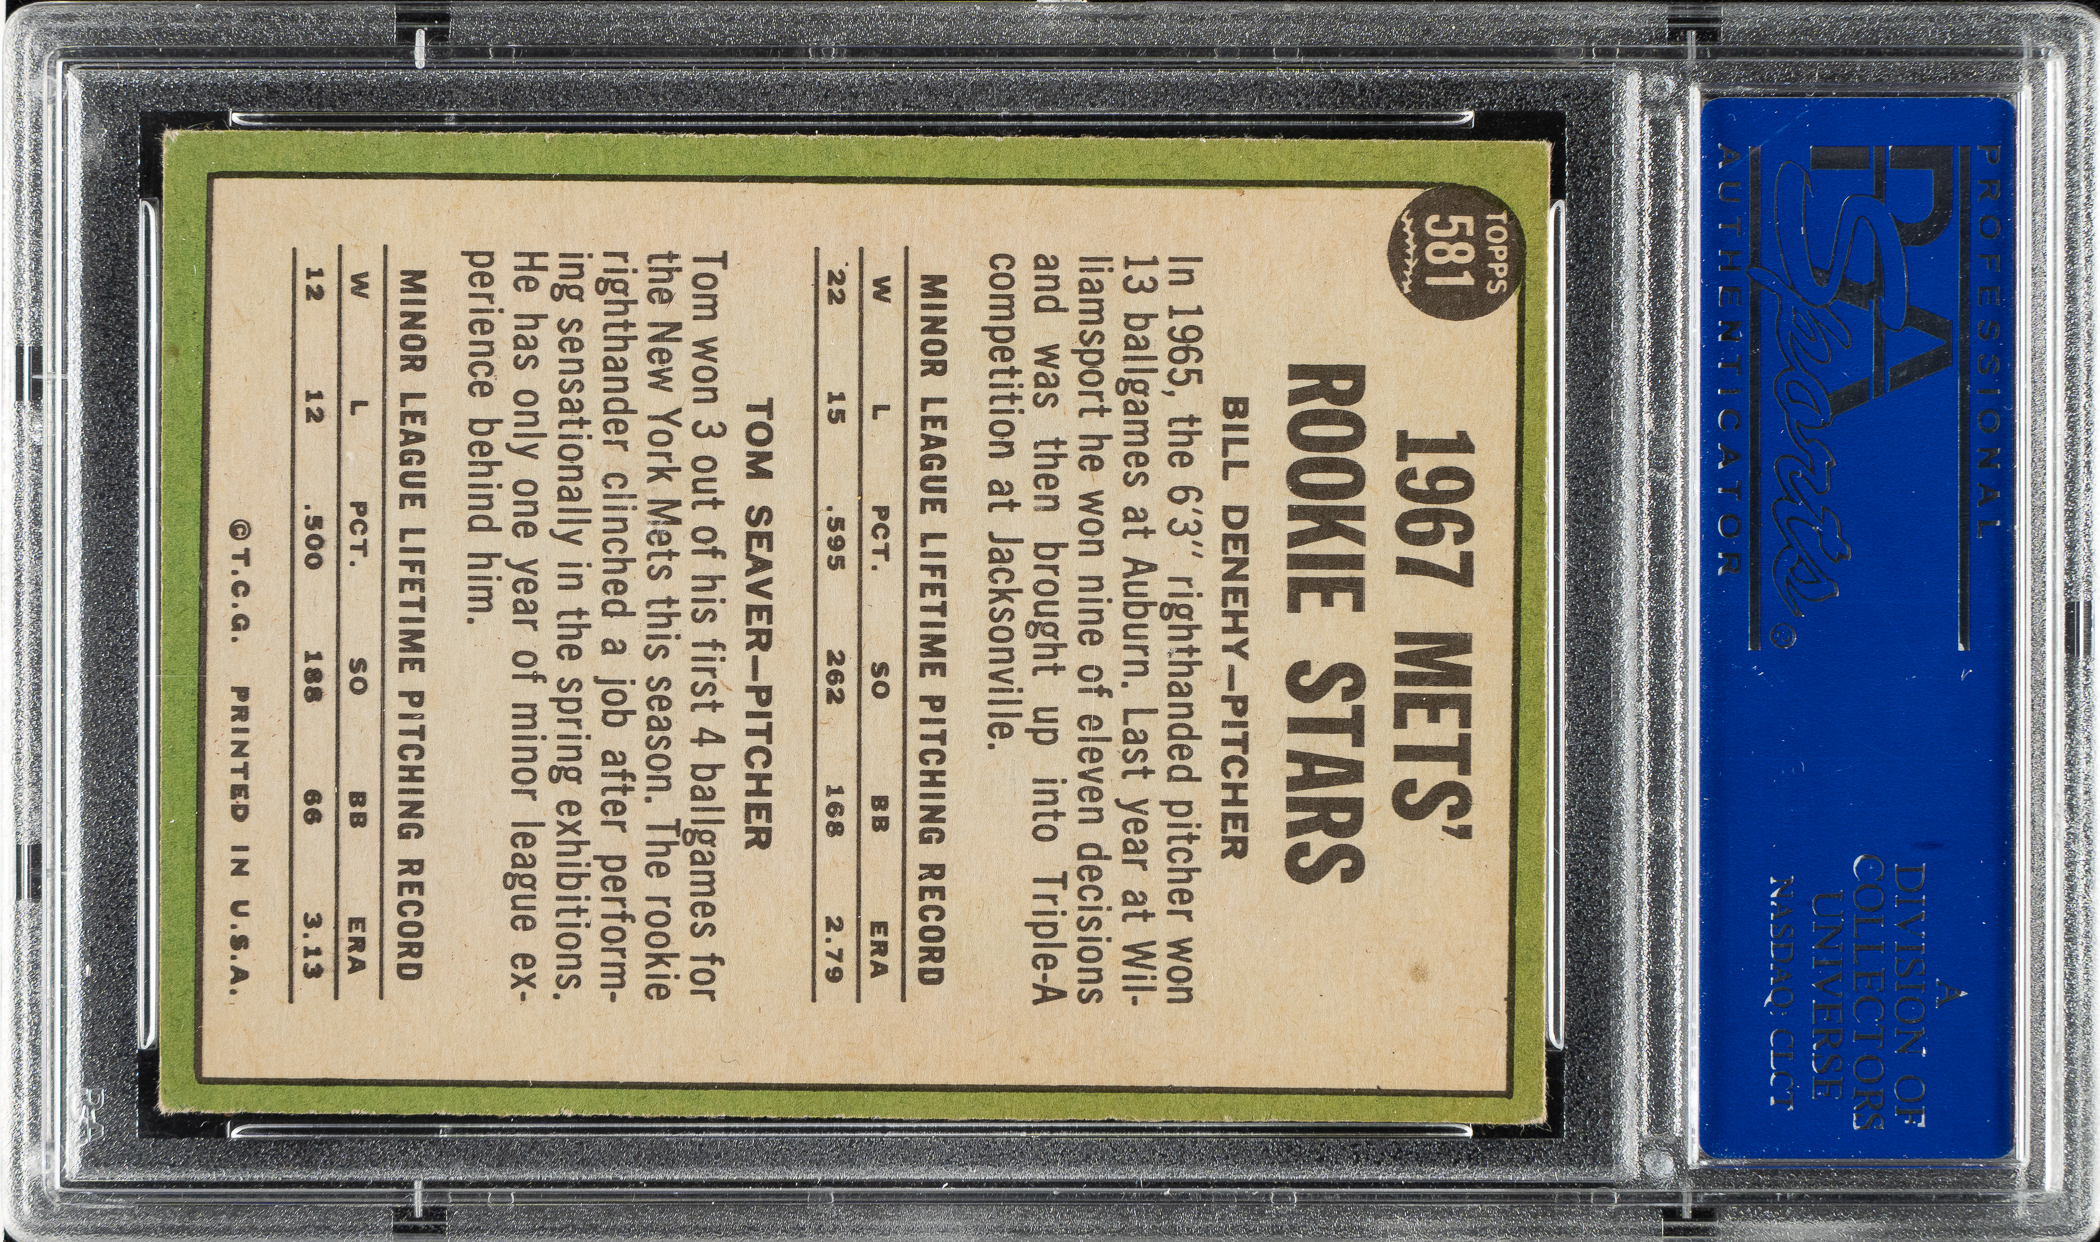 PROFESSIONAL
PSA
Sports
AUTHENTICATOR
A
DIVISION OF
COLLECTORS
UNIVERSE
NASDAQ: CLCT
TOPPS
581
1967 METS'
ROOKIE STARS
BILL DENEHY—PITCHER
In 1965, the 6'3" righthanded pitcher won
13 ballgames at Auburn. Last year at Wil-
liamsport he won nine of eleven decisions
and was then brought up into Triple-A
competition at Jacksonville.
MINOR LEAGUE LIFETIME PITCHING RECORD
W L PCT. SO BB ERA
22 15 .595 262 168 2.79
TOM SEAVER—PITCHER
Tom won 3 out of his first 4 ballgames for
the New York Mets this season. The rookie
righthander clinched a job after perform-
ing sensationally in the spring exhibitions.
He has only one year of minor league ex-
perience behind him.
MINOR LEAGUE LIFETIME PITCHING RECORD
W L PCT. SO BB ERA
12 12 .500 188 66 3.13
©T.C.G. PRINTED IN U.S.A.
PSA